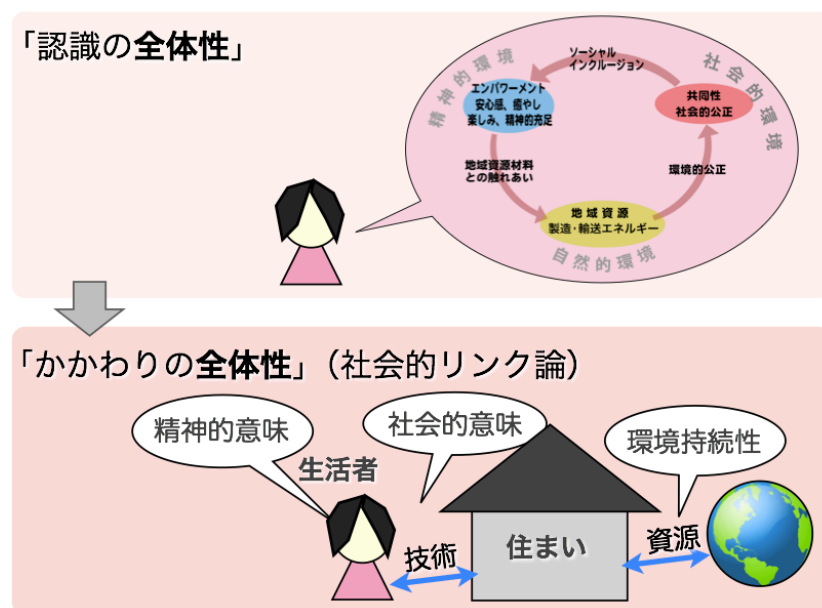 「認識の全体性」
精神的環境
社会的環境
ソーシャル
インクルージョン
エンパワーメント
安心感、癒やし
楽しみ、精神的充足
共同性
社会的公正
地域資源材料
との触れあい
環境的公正
地域資源
製造・輸送エネルギー
自然的環境
「かかわりの全体性」（社会的リンク論）
精神的意味
社会的意味
環境持続性
生活者
技術
住まい
資源